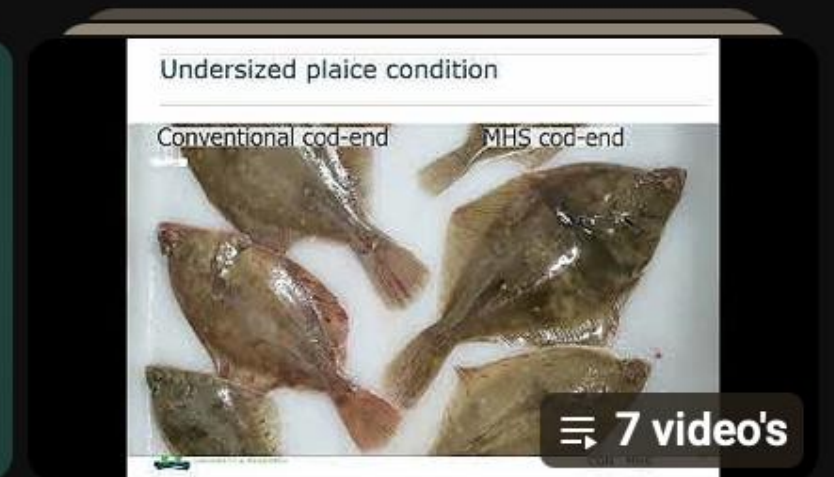 Undersized plaice condition
Conventional cod-end
MHS cod-end
7 video's